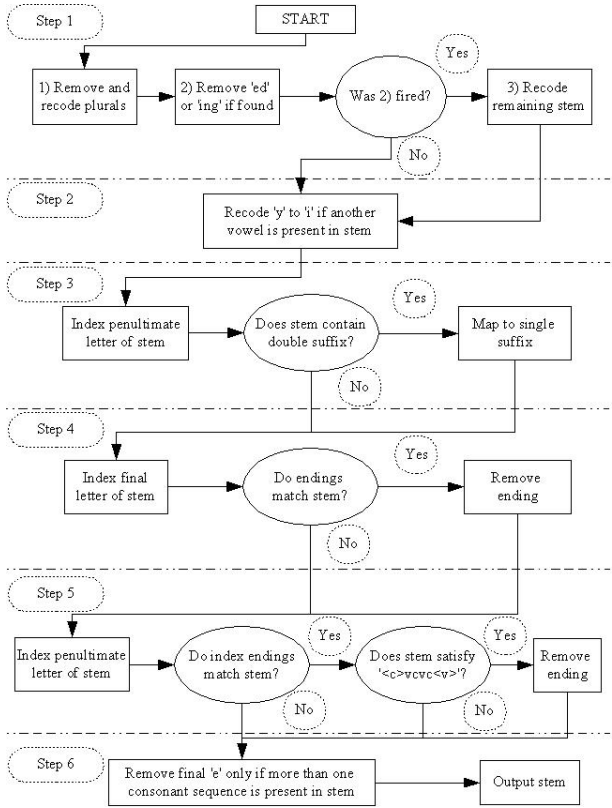 Step 1
START
1) Remove and
recode plurals
2) Remove 'ed'
or 'ing' if found
Was 2) fired?
Yes
3) Recode
remaining stem
No
Step 2
Recode 'y' to 'i' if another
vowel is present in stem
Step 3
Index penultimate
letter of stem
Does stem contain
double suffix?
Yes
Map to single
suffix
No
Step 4
Index final
letter of stem
Do endings
match stem?
Yes
Remove
ending
No
Step 5
Index penultimate
letter of stem
Do index endings
match stem?
Yes
Does stem satisfy
'<c>vcvc<v>'?
Yes
Remove
ending
No
No
Step 6
Remove final 'e' only if more than one
consonant sequence is present in stem
Output stem